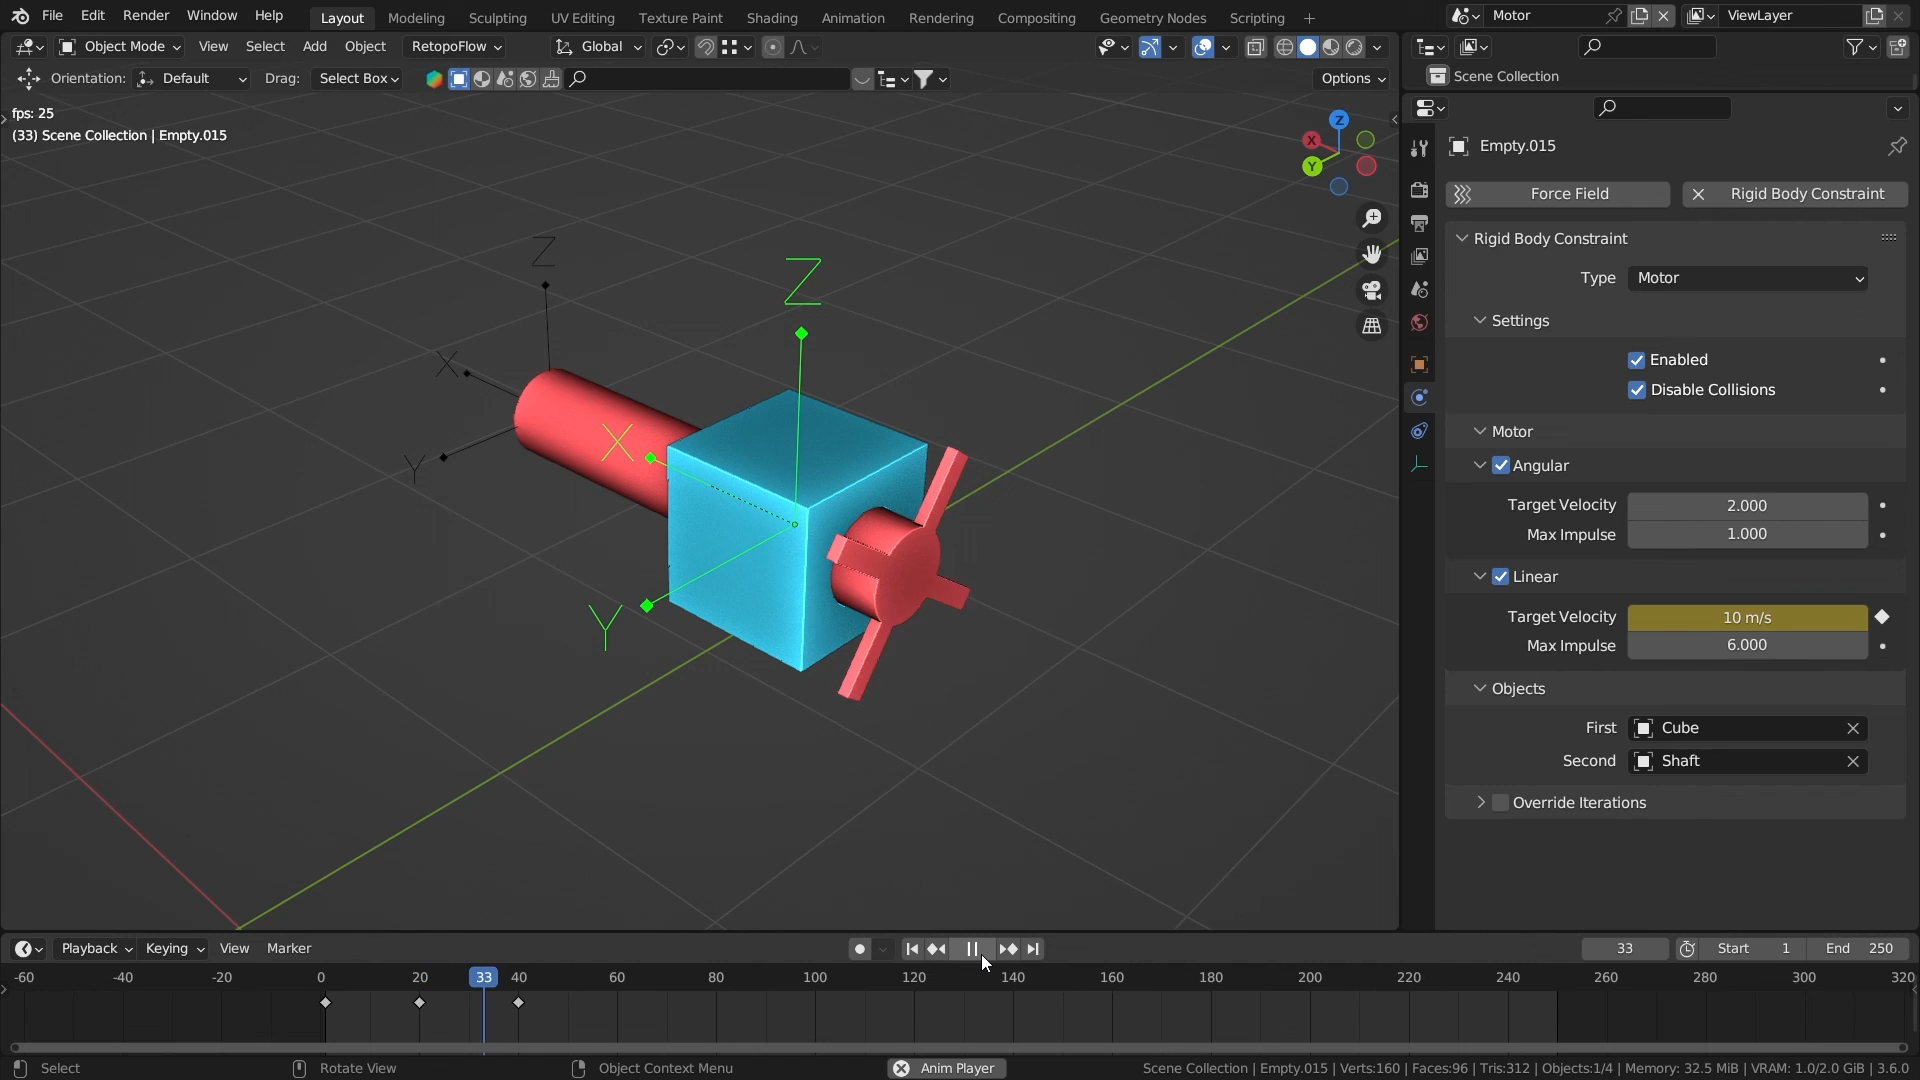 File Edit Render Window Help
Layout Modeling Sculpting UV Editing Texture Paint Shading Animation Rendering Compositing Geometry Nodes Scripting +
Motor
ViewLayer
Object Mode View Select Add Object RetopoFlow Global
Orientation: Default Drag: Select Box
Options
Scene Collection
fps: 25
(33) Scene Collection | Empty.015
Z
X
Y
Z
X
Y
Z
X
Y
Empty.015
Force Field
Rigid Body Constraint
Rigid Body Constraint
Type Motor
Settings
Enabled
Disable Collisions
Motor
Angular
Target Velocity 2.000
Max Impulse 1.000
Linear
Target Velocity 10 m/s
Max Impulse 6.000
Objects
First Cube
Second Shaft
Override Iterations
Playback Keying View Marker
33 Start 1 End 250
-60 -40 -20 0 20 33 40 60 80 100 120 140 160 180 200 220 240 260 280 300 320
Select Rotate View Object Context Menu Anim Player Scene Collection | Empty.015 | Verts:160 | Faces:96 | Tris:312 | Objects:1/4 | Memory: 32.5 MiB | VRAM: 1.0/2.0 GiB | 3.6.0